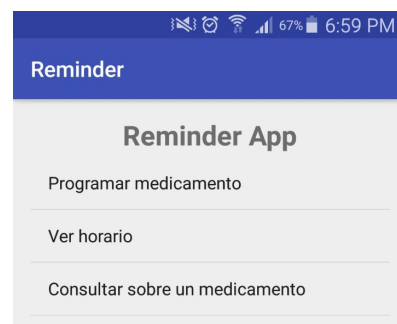 67% 6:59 PM
Reminder
Reminder App
Programar medicamento
Ver horario
Consultar sobre un medicamento